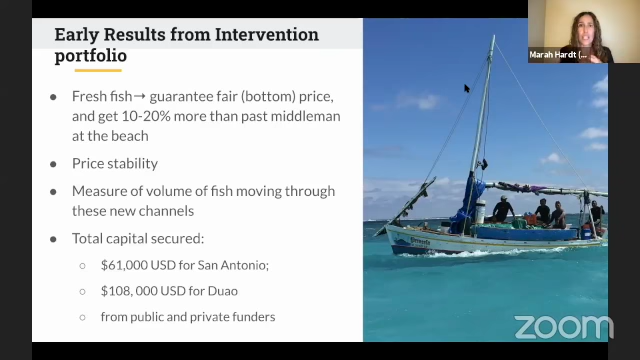 Early Results from Intervention
portfolio
Marah Hardt (...
● Fresh fish→ guarantee fair (bottom) price,
and get 10-20% more than past middleman
at the beach
● Price stability
● Measure of volume of fish moving through
these new channels
● Total capital secured:
○ $61,000 USD for San Antonio;
○ $108, 000 USD for Duao
○ from public and private funders
zoom